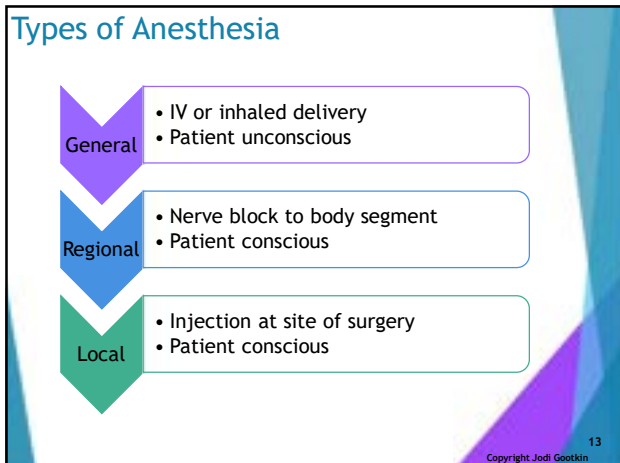 Types of Anesthesia
General
• IV or inhaled delivery
• Patient unconscious
Regional
• Nerve block to body segment
• Patient conscious
Local
• Injection at site of surgery
• Patient conscious
13
Copyright Jodi Gootkin